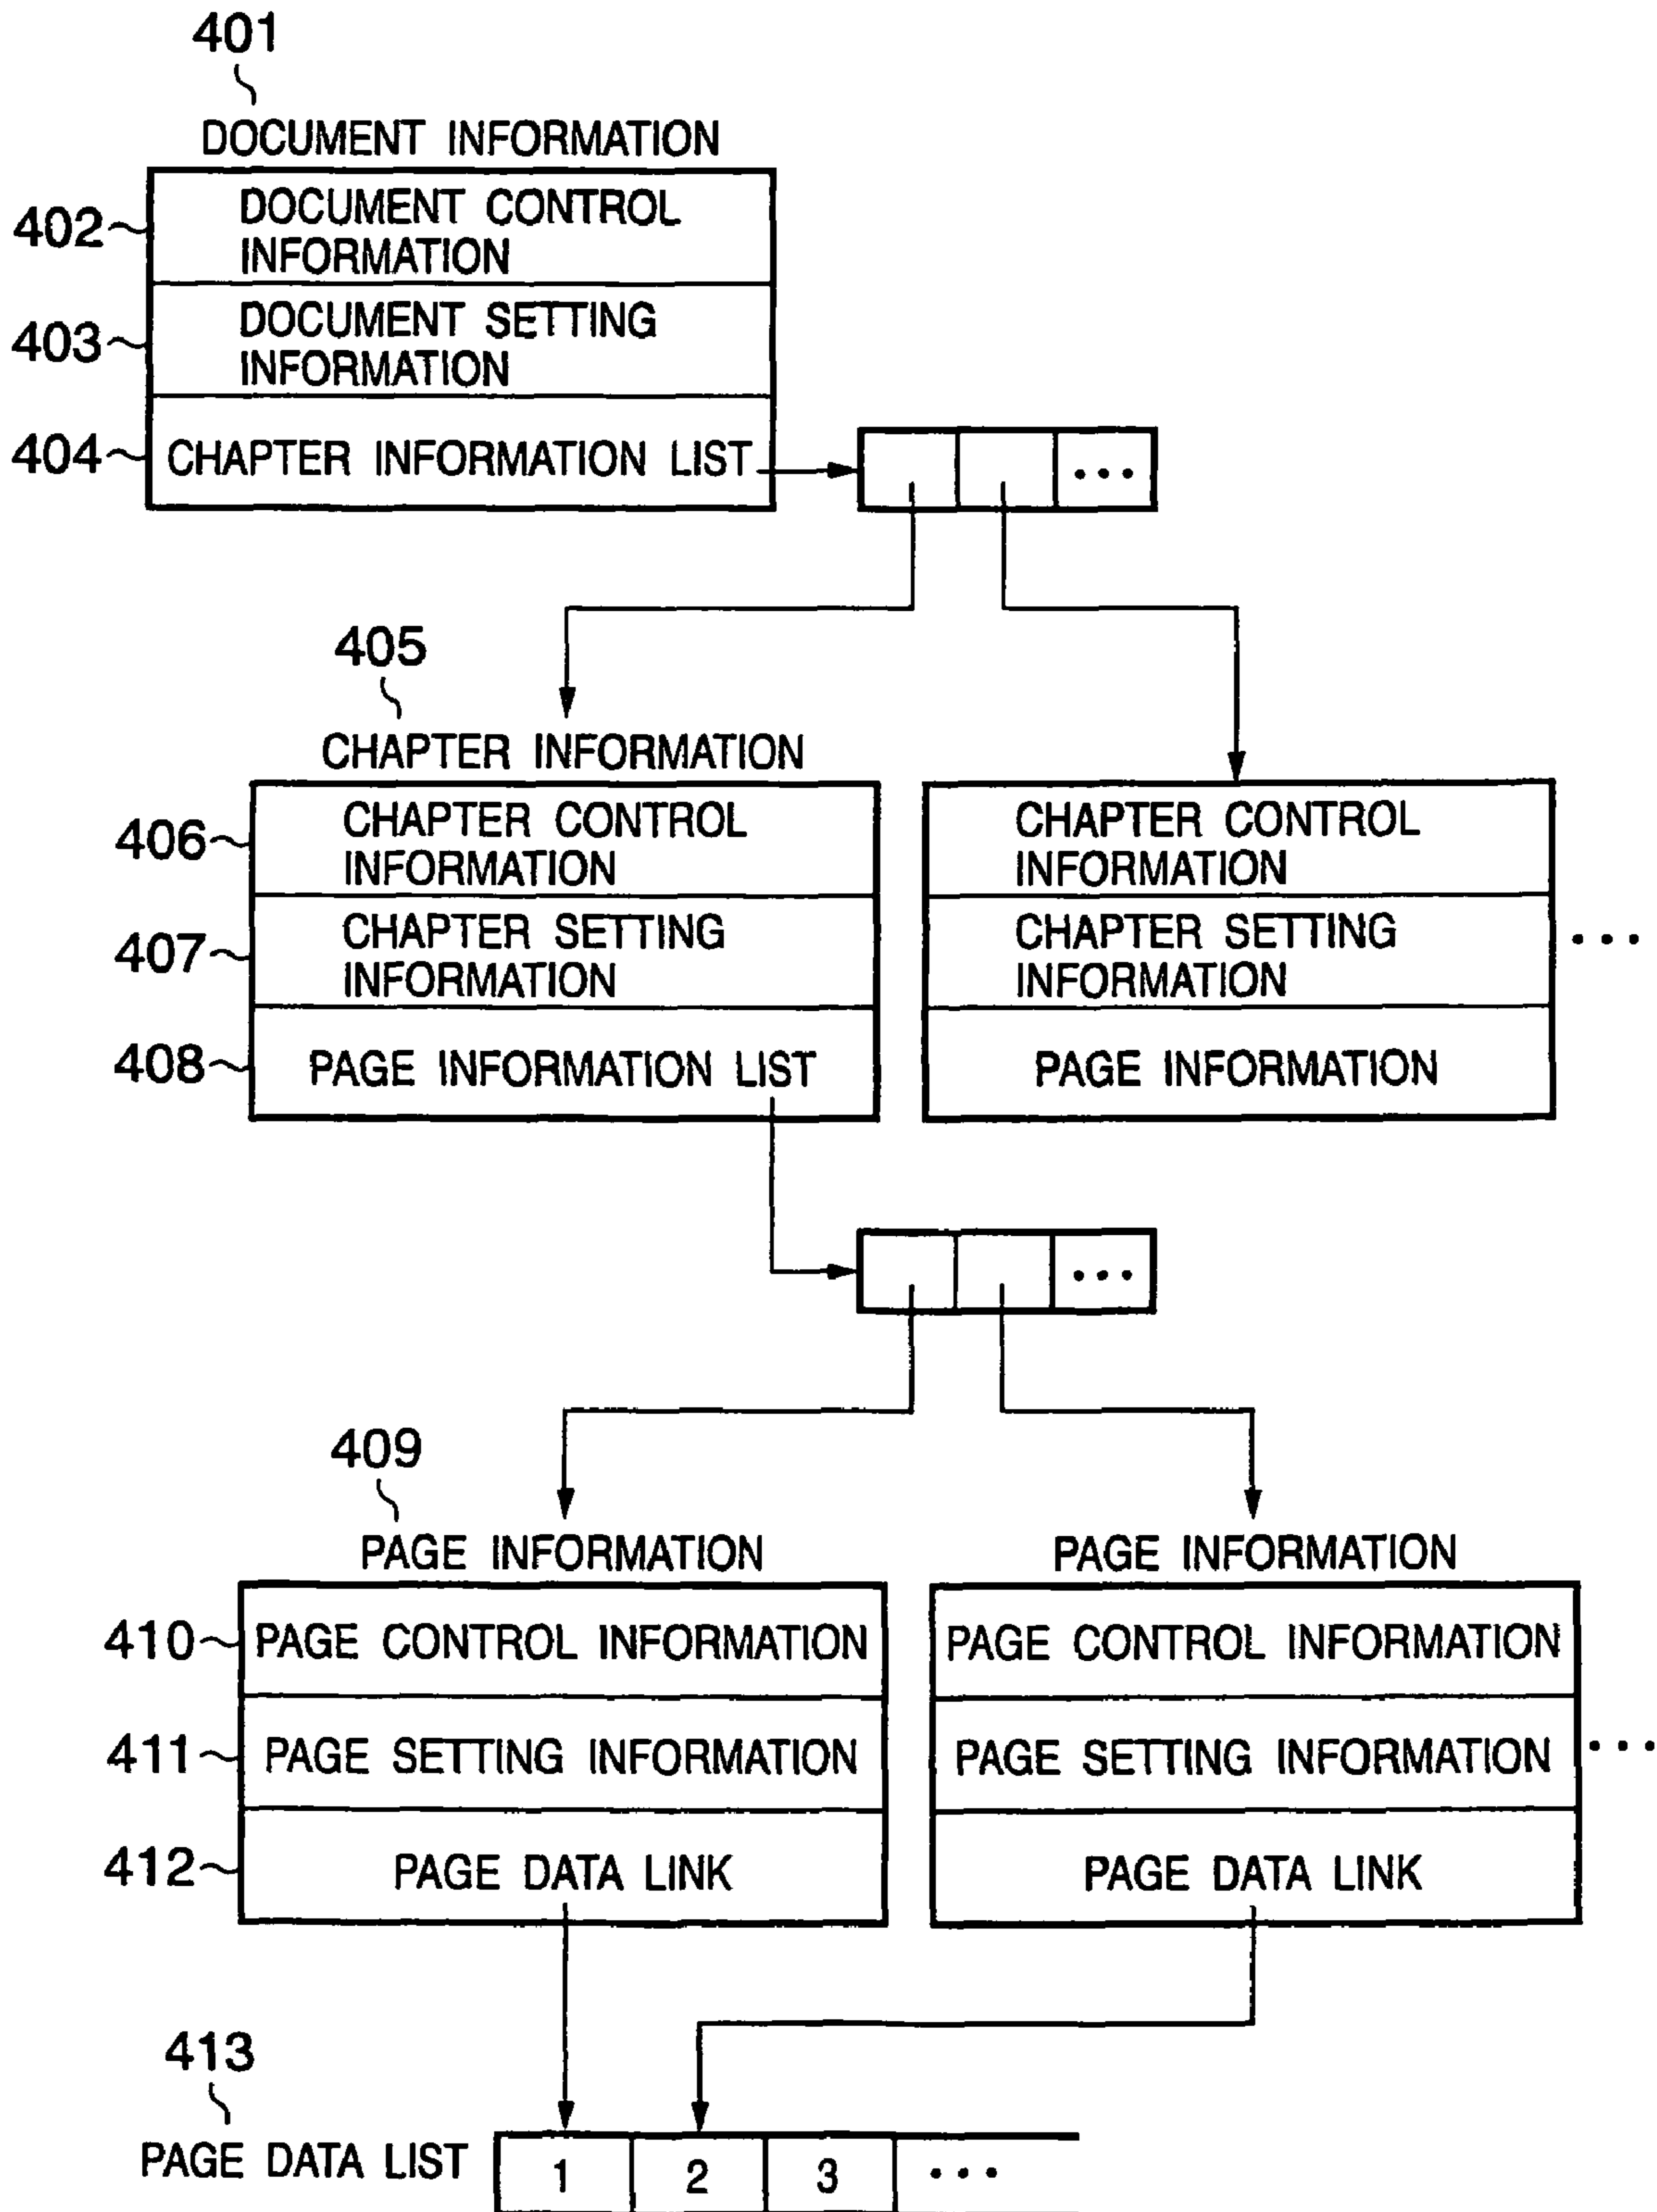 401
DOCUMENT INFORMATION
402
DOCUMENT CONTROL
INFORMATION
403
DOCUMENT SETTING
INFORMATION
404
CHAPTER INFORMATION LIST
...
405
CHAPTER INFORMATION
406
CHAPTER CONTROL
INFORMATION
CHAPTER CONTROL
INFORMATION
407
CHAPTER SETTING
INFORMATION
CHAPTER SETTING
INFORMATION
...
408
PAGE INFORMATION LIST
PAGE INFORMATION
...
409
PAGE INFORMATION
PAGE INFORMATION
410
PAGE CONTROL INFORMATION
PAGE CONTROL INFORMATION
411
PAGE SETTING INFORMATION
PAGE SETTING INFORMATION
...
412
PAGE DATA LINK
PAGE DATA LINK
413
PAGE DATA LIST
1
2
3
...